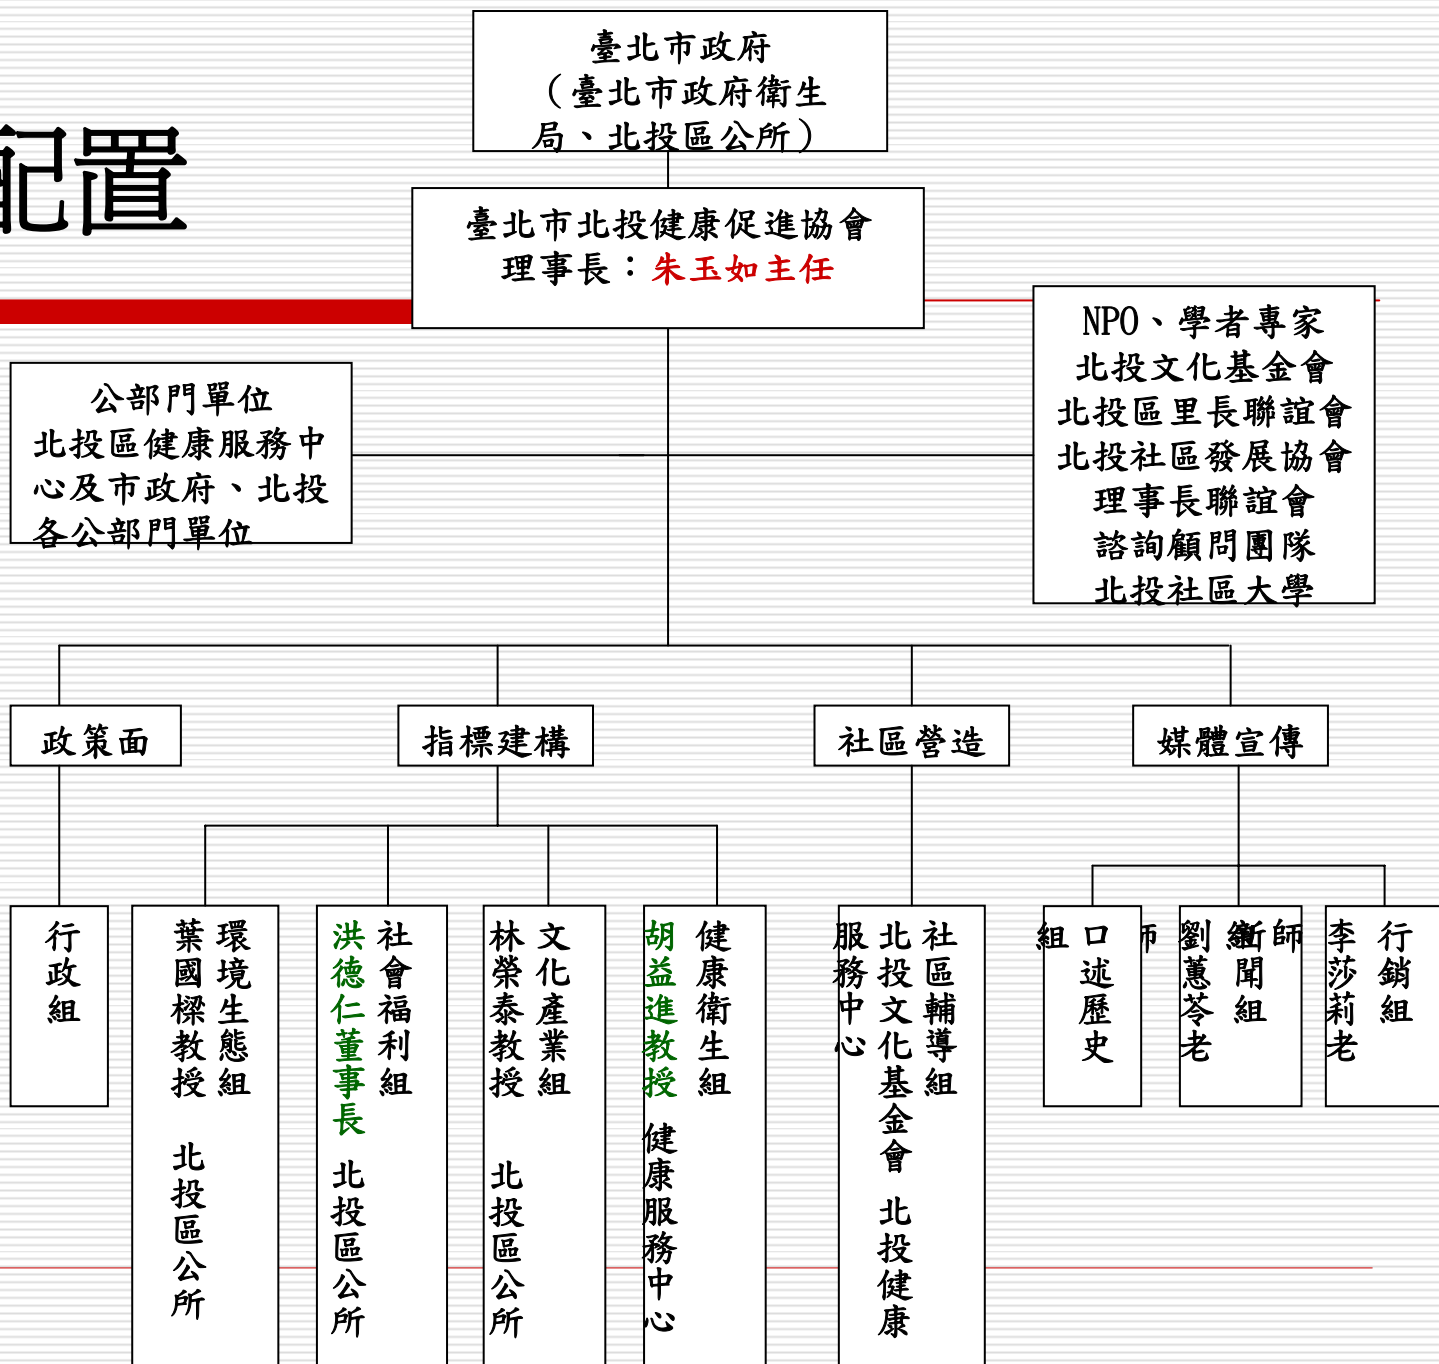 配置
臺北市政府
（臺北市政府衛生
局、北投區公所）
臺北市北投健康促進協會
理事長：朱玉如主任
NPO、學者專家
北投文化基金會
北投區里長聯誼會
北投社區發展協會
理事長聯誼會
諮詢顧問團隊
北投社區大學
公部門單位
北投區健康服務中
心及市政府、北投
各公部門單位
政策面
指標建構
社區營造
媒體宣傳
行政組
環境生態組
葉國樑教授 北投區公所
社會福利組
洪德仁董事長 北投區公所
文化產業組
林榮泰教授 北投區公所
健康衛生組
胡益進教授 健康服務中心
社區輔導組
北投文化基金會 北投健康
服務中心
口述歷史
組
新聞組
劉蕙苓老
師
行銷組
李莎莉老
師